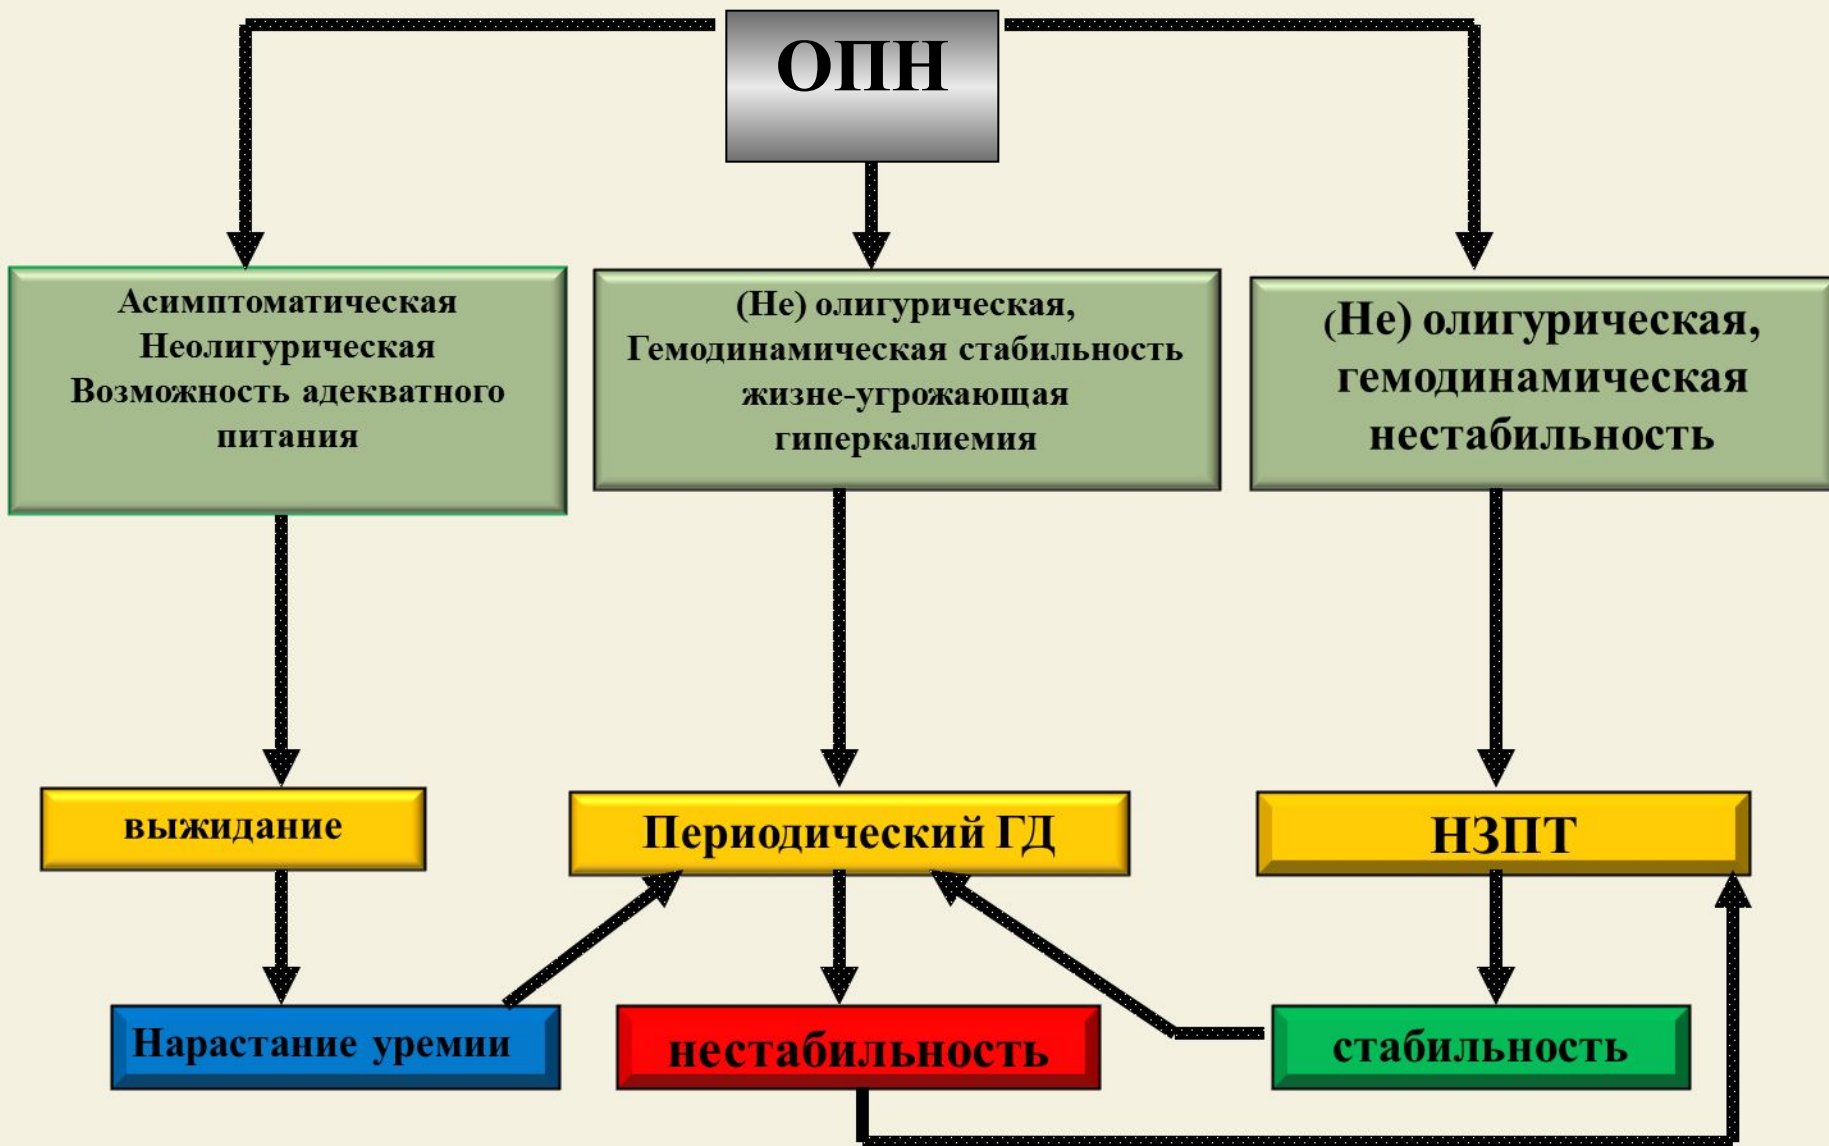 ОПН
Асимптоматическая
Неолигурическая
Возможность адекватного
питания
(Не) олигурическая,
Гемодинамическая стабильность
жизне-угрожающая
гиперкалиемия
(Не) олигурическая,
гемодинамическая
нестабильность
выжидание
Периодический ГД
НЗПТ
Нарастание уремии
нестабильность
стабильность